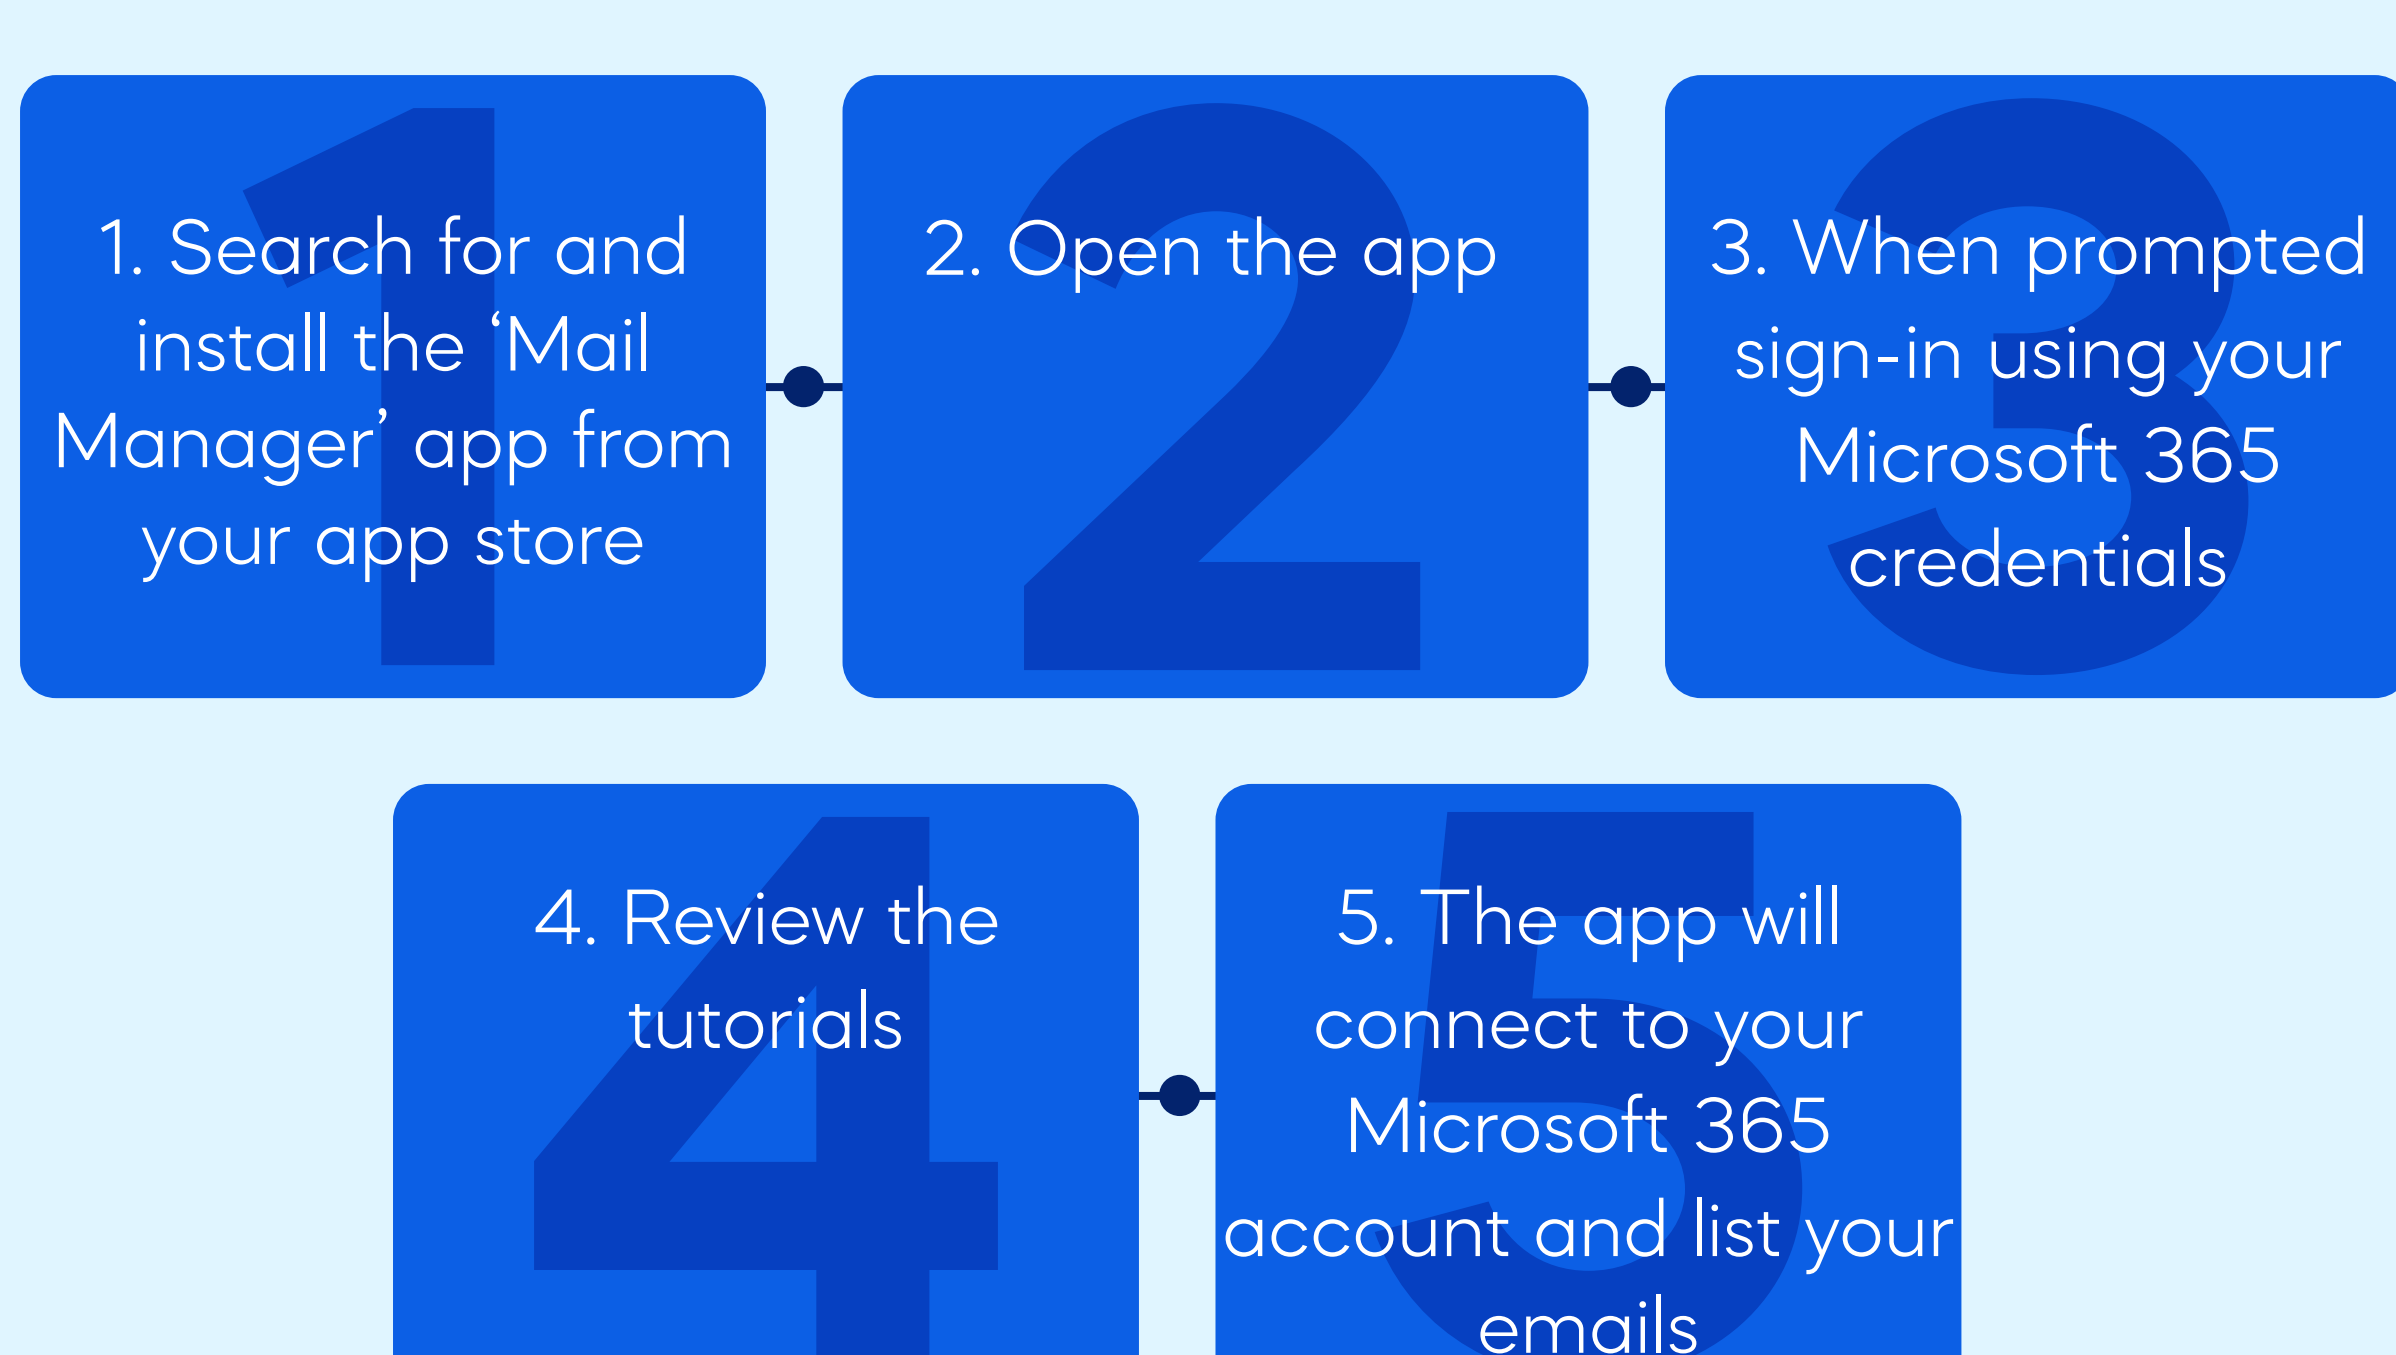 1. Search for and
install the ‘Mail
Manager’ app from
your app store
2. Open the app
3. When prompted
sign-in using your
Microsoft 365
credentials
4. Review the
tutorials
5. The app will
connect to your
Microsoft 365
account and list your
emails